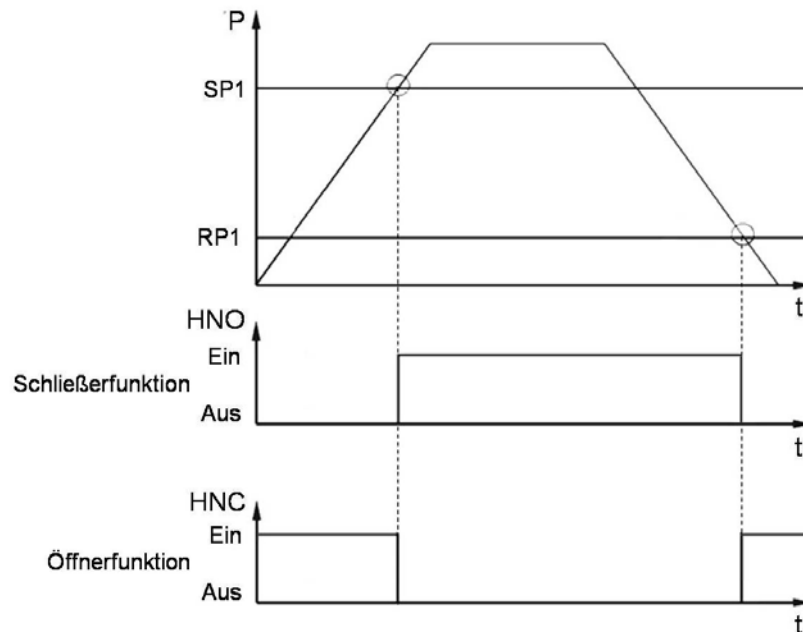 P
SP1
RP1
t
HNO
Ein
Schließerfunktion
Aus
t
HNC
Ein
Öffnerfunktion
Aus
t